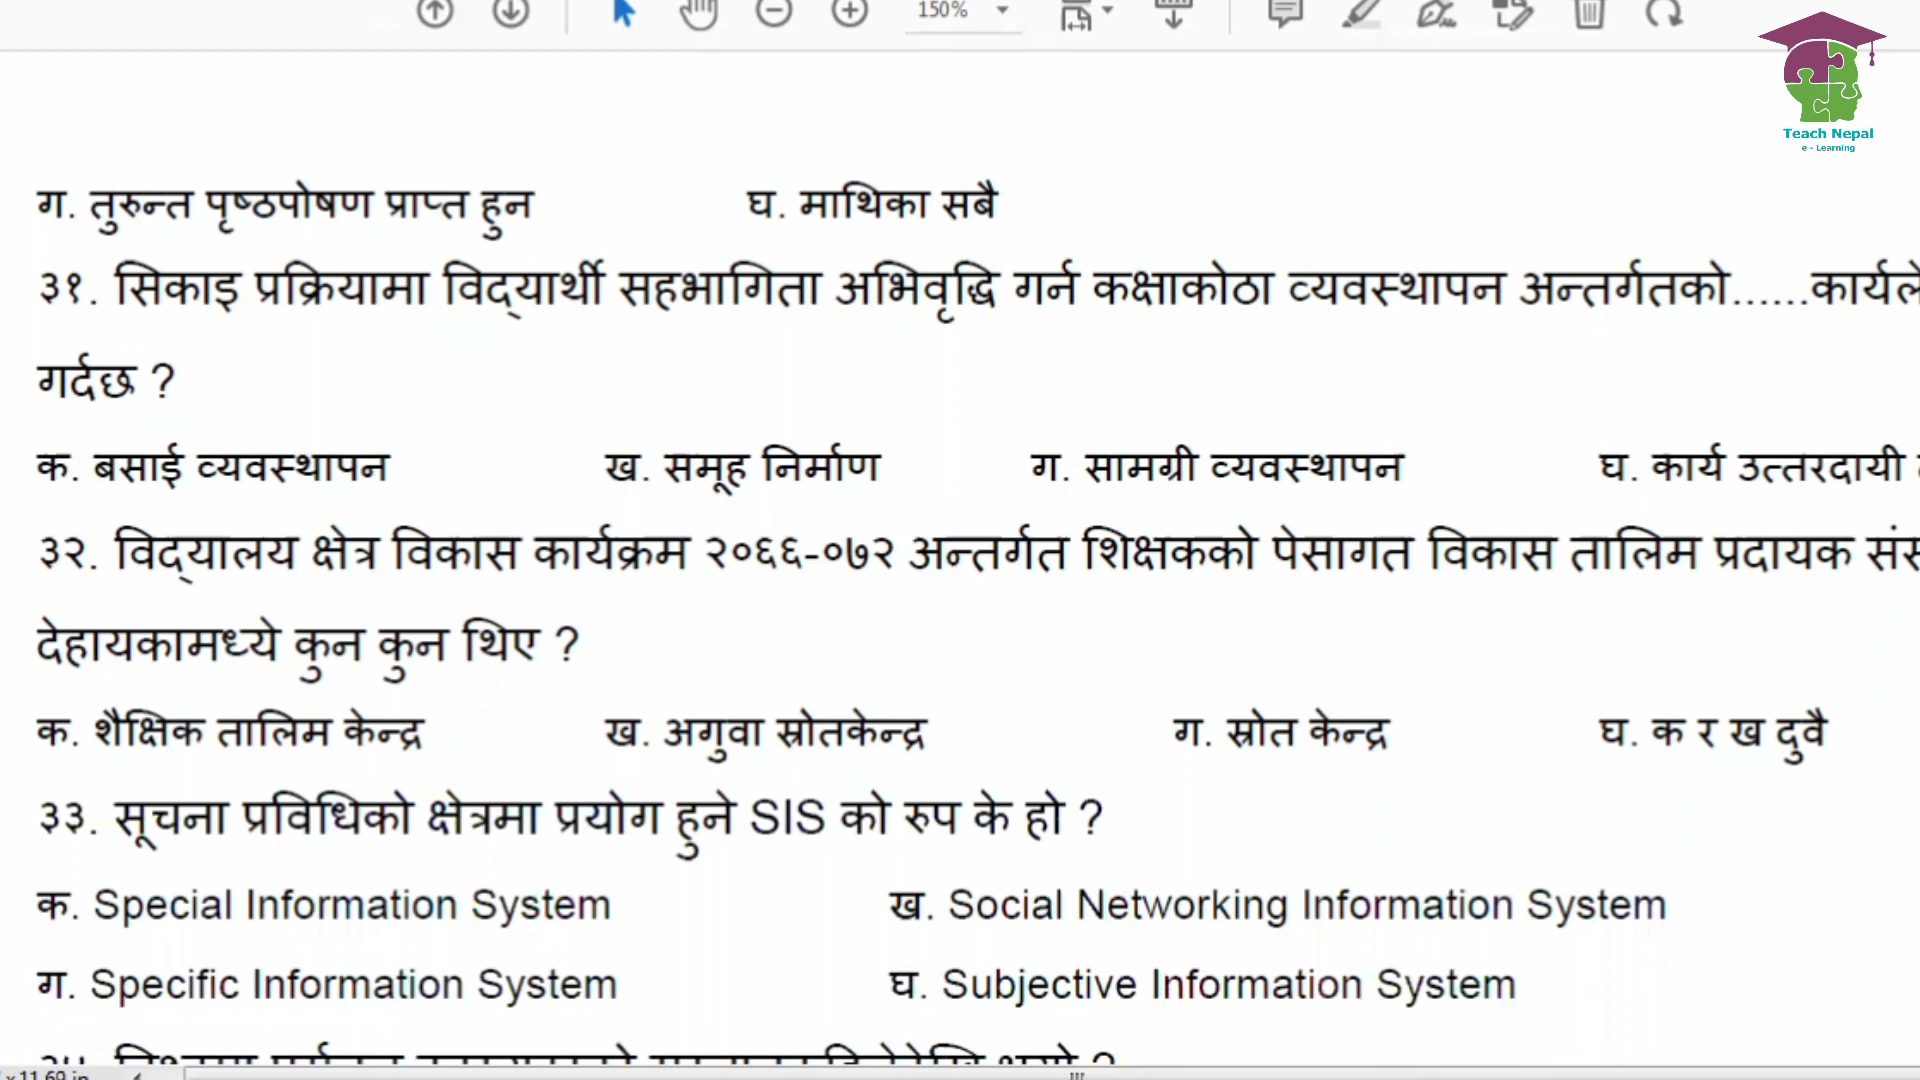 150%
Teach Nepal
e - Learning
ग. तुरुन्त पृष्ठपोषण प्राप्त हुन घ. माथिका सबै
३१. सिकाइ प्रक्रियामा विद्यार्थी सहभागिता अभिवृद्धि गर्न कक्षाकोठा व्यवस्थापन अन्तर्गतको......कार्यले
गर्दछ ?
क. बसाई व्यवस्थापन ख. समूह निर्माण ग. सामग्री व्यवस्थापन घ. कार्य उत्तरदायी
३२. विद्यालय क्षेत्र विकास कार्यक्रम २०६६-०७२ अन्तर्गत शिक्षकको पेसागत विकास तालिम प्रदायक
देहायकामध्ये कुन कुन थिए ?
क. शैक्षिक तालिम केन्द्र ख. अगुवा स्रोतकेन्द्र ग. स्रोत केन्द्र घ. क र ख दुवै
३३. सूचना प्रविधिको क्षेत्रमा प्रयोग हुने SIS को रुप के हो ?
क. Special Information System ख. Social Networking Information System
ग. Specific Information System घ. Subjective Information System
x 11.69 in